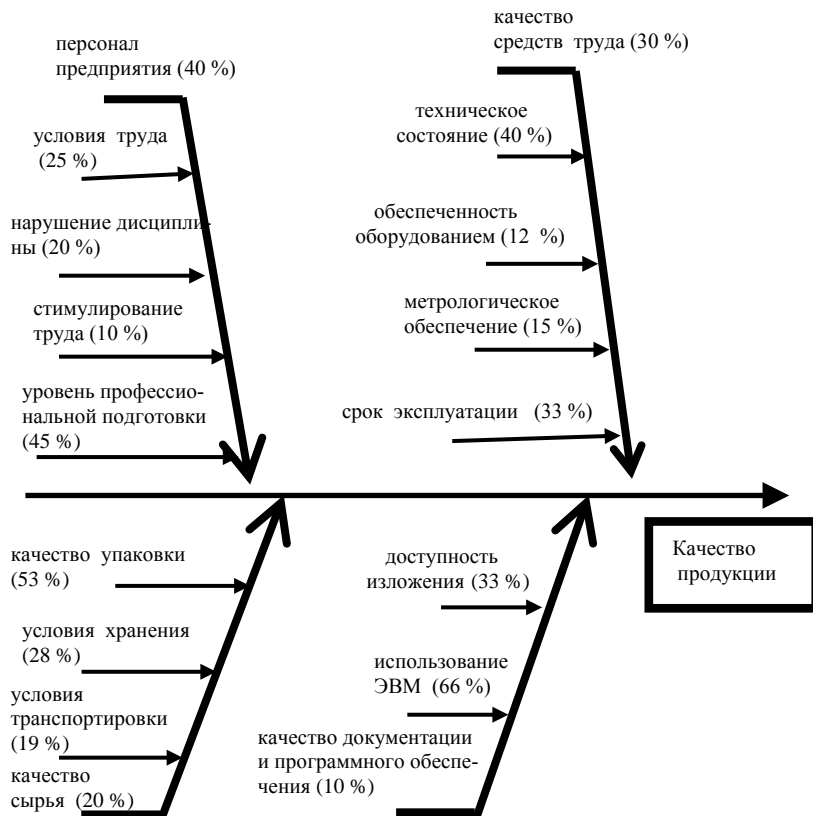 персонал
предприятия (40 %)
условия труда
(25 %)
нарушение дисципли-
ны (20 %)
стимулирование
труда (10 %)
уровень профессио-
нальной подготовки
(45 %)
качество
средств труда (30 %)
техническое
состояние (40 %)
обеспеченность
оборудованием (12 %)
метрологическое
обеспечение (15 %)
срок эксплуатации (33 %)
качество упаковки
(53 %)
условия хранения
(28 %)
условия
транспортировки
(19 %)
качество
сырья (20 %)
доступность
изложения (33 %)
использование
ЭВМ (66 %)
качество документации
и программного обеспе-
чения (10 %)
Качество
продукции